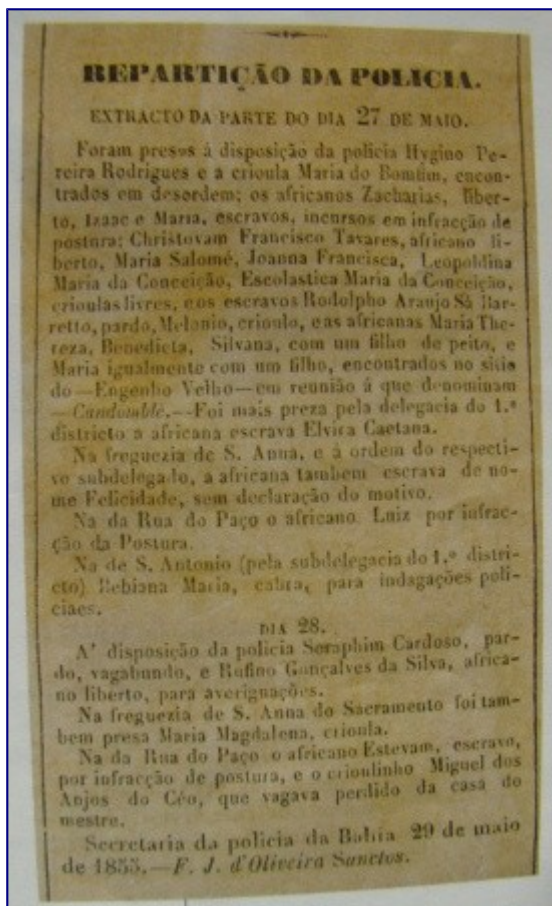 REPARTIÇÃO DA POLICIA.
EXTRACTO DA PARTE DO DIA 27 DE MAIO.
Foram presos á disposição da policia Hygino Pe-
reira Rodrigues e a crioula Maria do Bomfim, encon-
trados em desordem; os africanos Zacharias, liber-
to, Izaac e Maria, escravos, incursos em infracção de
postura; Christovam Francisco Tavares, africano li-
berto, Maria Salomé, Joanna Francisca, Leopoldina
Maria da Conceição, Escolastica Maria da Conceição,
crioulas livres, e os escravos Rodolpho Araujo Sá Bar-
retto, pardo, Melonio, crioulo, e as africanas Maria The-
reza, Benedicta, Silvana, com um filho de peito, e
Maria igualmente com um filho, encontrados no sitio
do—Engenho Velho—em reunião á que denominam
—Candomblé.—Foi mais preza pela delegacia do 1.º
districto a africana escrava Elvira Caetana.
Na freguezia de S. Anna, e á ordem do respecti-
vo subdelegado, a africana tambem escrava de no-
me Felicidade, sem declaração do motivo.
Na da Rua do Paço o africano Luiz por infrac-
ção da Postura.
Na de S. Antonio (pela subdelegacia do 1.º distri-
cto) Bebiana Maria, cabra, para indagações poli-
ciaes.
DIA 28.
A' disposição da policia Seraphim Cardoso, par-
do, vagabundo, e Rufino Gonçalves da Silva, africa-
no liberto, para averiguações.
Na freguezia de S. Anna do Sacramento foi tam-
bem presa Maria Magdalena, crioula.
Na da Rua do Paço o africano Estevam, escravo,
por infracção de postura, e o crioulinho Miguel dos
Anjos do Céo, que vagava perdido da casa do
mestre.
Secretaria da policia da Bahia 29 de maio
de 1855.—F. J. d'Oliveira Sanctos.